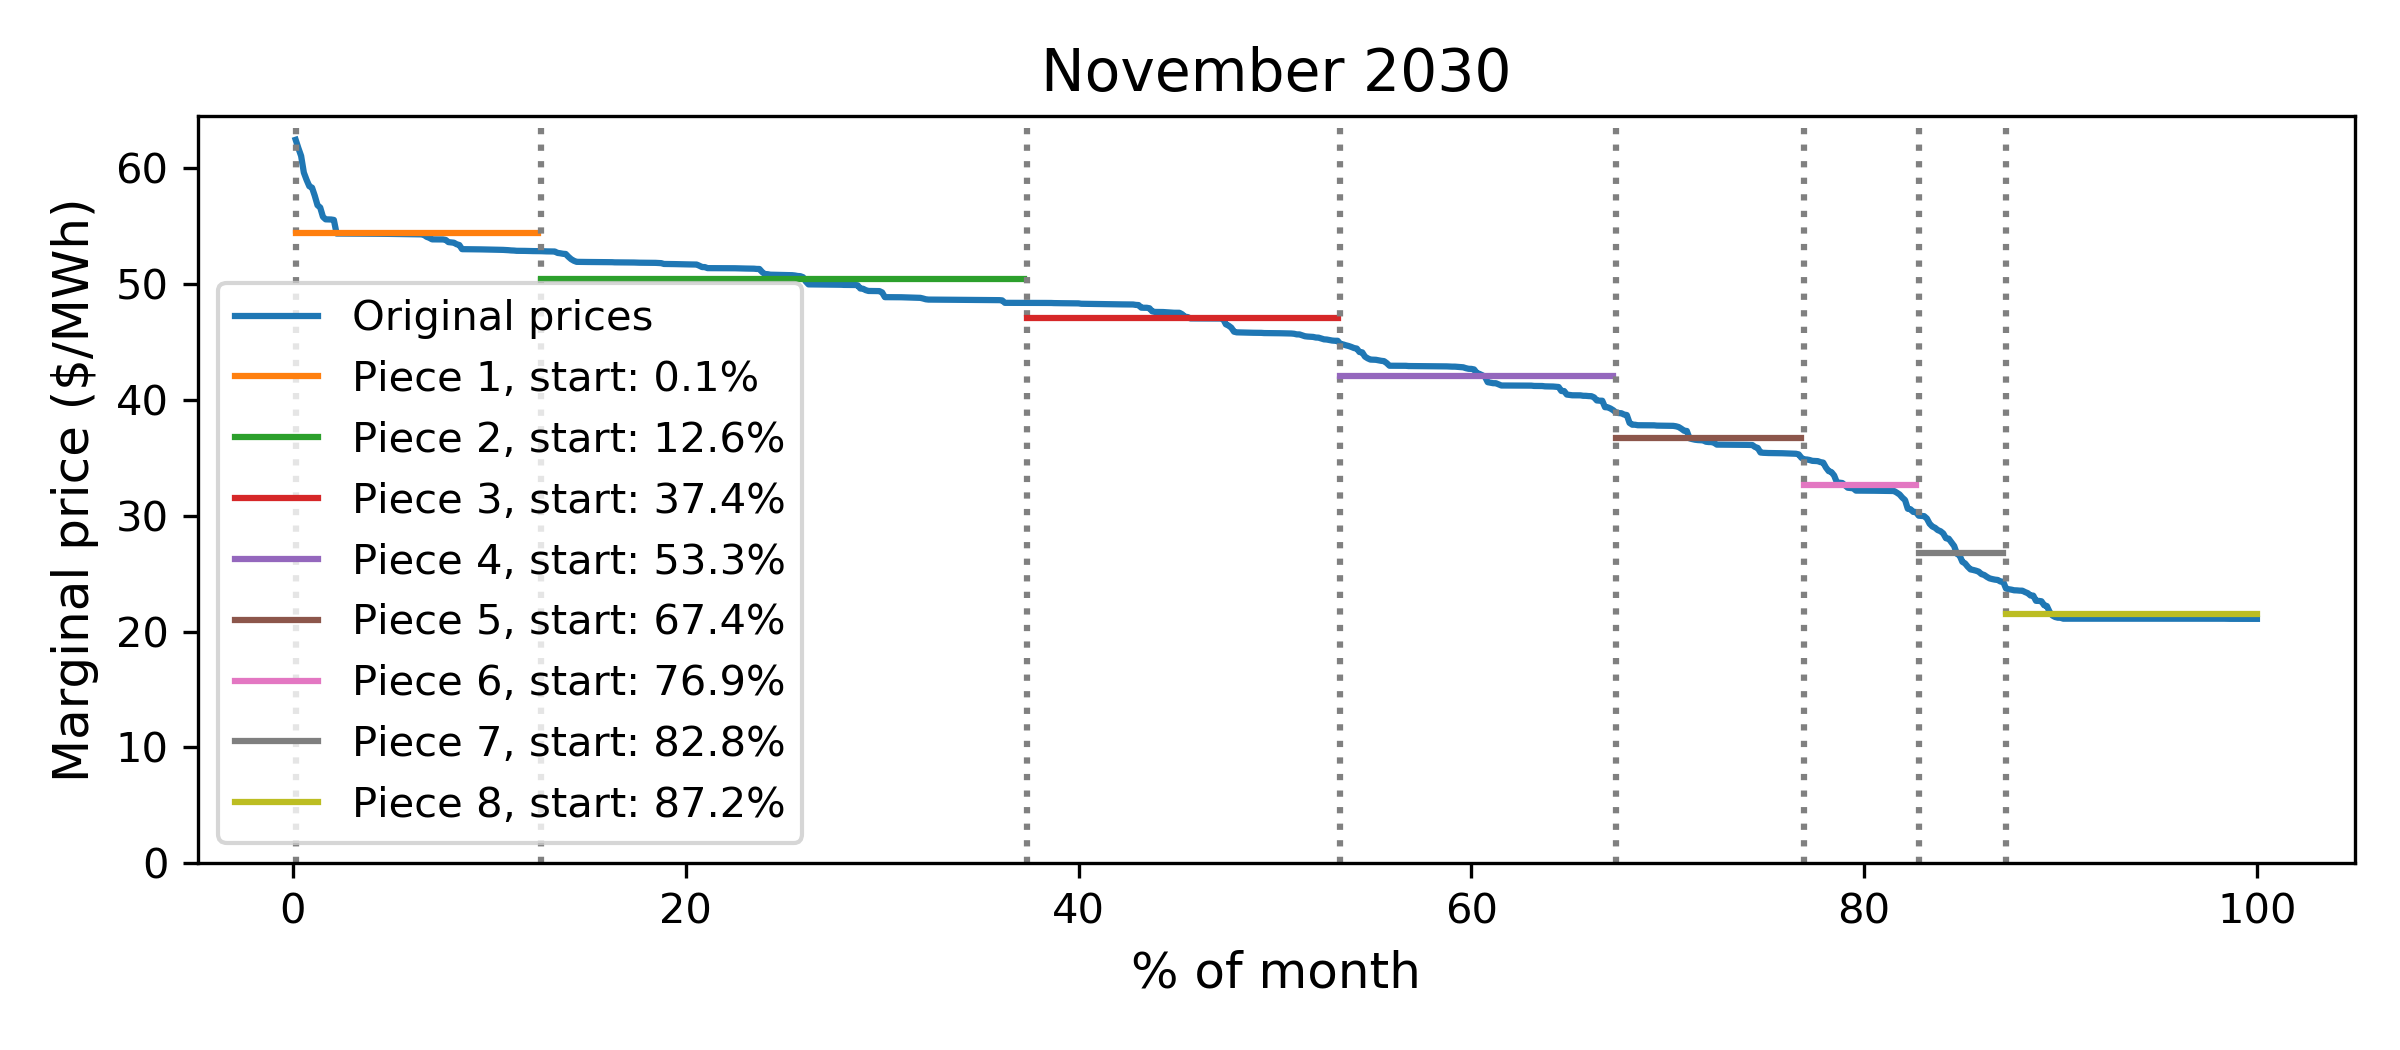 November 2030
Marginal price ($/MWh)
60
50
40
30
20
10
0
Original prices
Piece 1, start: 0.1%
Piece 2, start: 12.6%
Piece 3, start: 37.4%
Piece 4, start: 53.3%
Piece 5, start: 67.4%
Piece 6, start: 76.9%
Piece 7, start: 82.8%
Piece 8, start: 87.2%
0 20 40 60 80 100
% of month